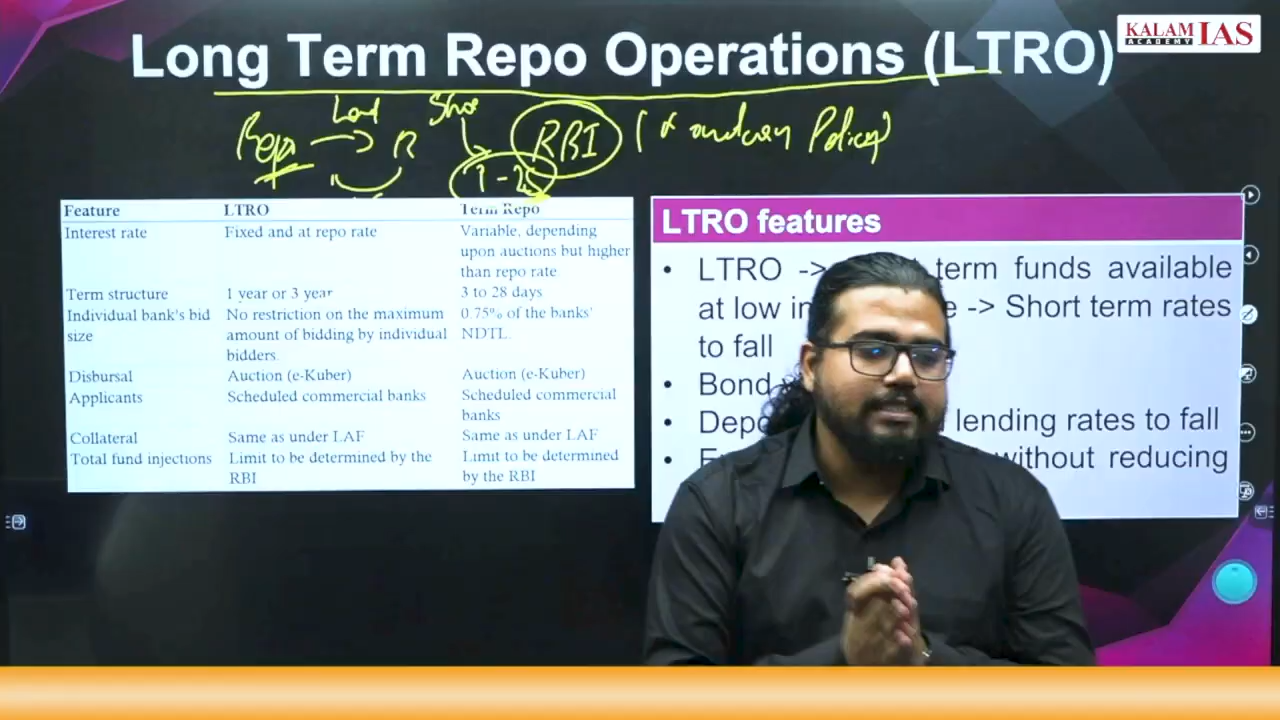 Long Term Repo Operations (LTRO)
KALAM
ACADEMY
IAS
Repo
RBI
Policy
Feature LTRO Term Repo
Interest rate Fixed and at repo rate Variable, depending
upon auctions but higher
than repo rate
Term structure 1 year or 3 year 3 to 28 days
Individual bank's bid No restriction on the maximum 0.75% of the banks'
size amount of bidding by individual NDTL.
bidders.
Disbursal Auction (e-Kuber) Auction (e-Kuber)
Applicants Scheduled commercial banks Scheduled commercial
banks
Collateral Same as under LAF Same as under LAF
Total fund injections Limit to be determined by the Limit to be determined
RBI by the RBI
LTRO features
• LTRO -> term funds available
at low -> Short term rates
to fall
• Bond
• lending rates to fall
• without reducing